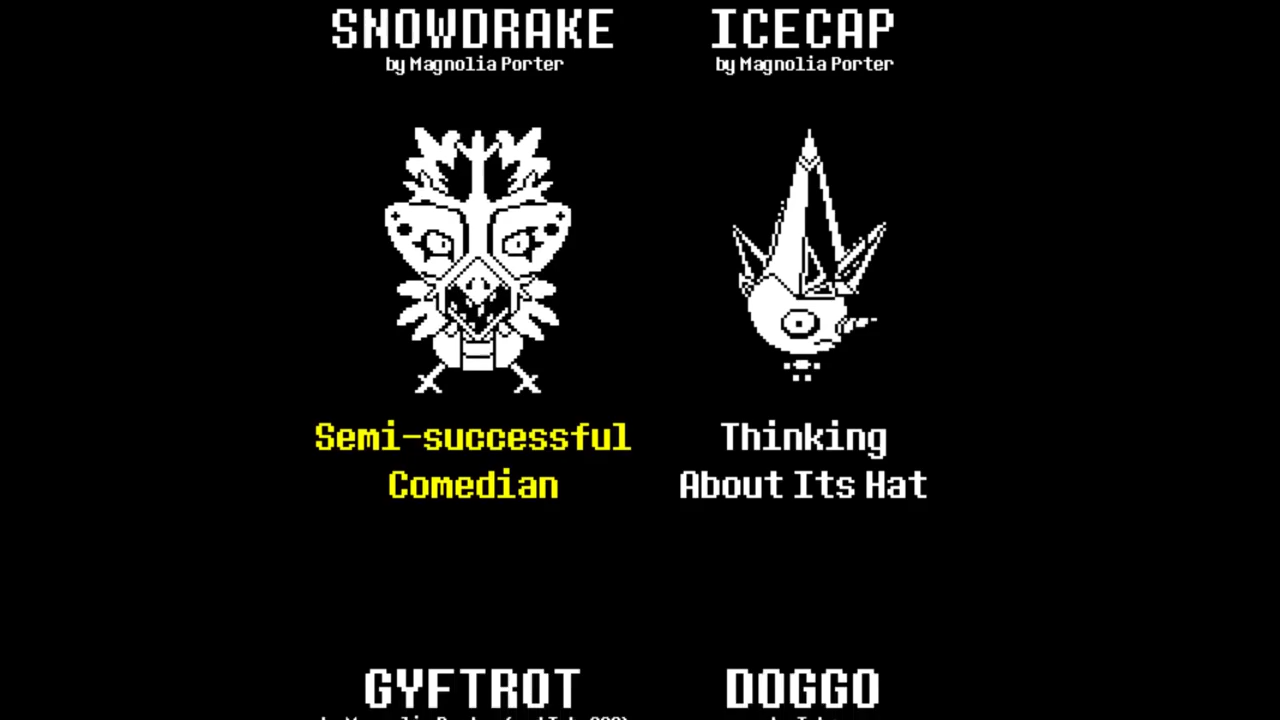 SNOWDRAKE
by Magnolia Porter
ICECAP
by Magnolia Porter
Semi-successful
Comedian
Thinking
About Its Hat
GYFTROT
DOGGO